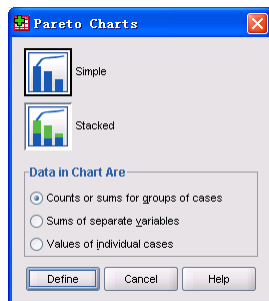 Pareto Charts
Simple
Stacked
Data in Chart Are
Counts or sums for groups of cases
Sums of separate variables
Values of individual cases
Define
Cancel
Help